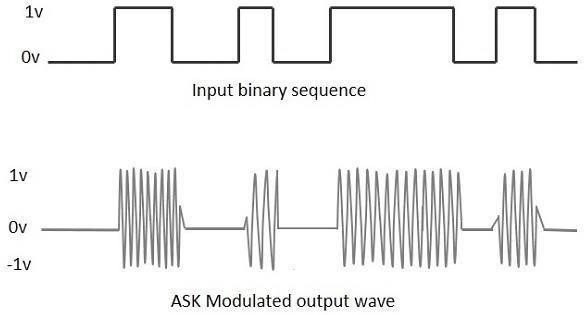 1v
0v
Input binary sequence
1v
0v
-1v
ASK Modulated output wave